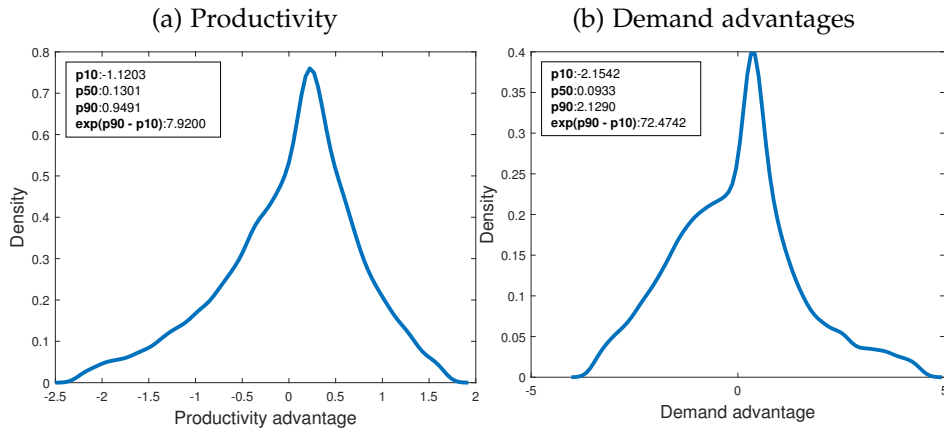 (a) Productivity
p10:-1.1203
p50:0.1301
p90:0.9491
exp(p90 - p10):7.9200
0.8
0.7
0.6
0.5
0.4
0.3
0.2
0.1
0
Density
-2.5 -2 -1.5 -1 -0.5 0 0.5 1 1.5 2
Productivity advantage
(b) Demand advantages
p10:-2.1542
p50:0.0933
p90:2.1290
exp(p90 - p10):72.4742
0.4
0.35
0.3
0.25
0.2
0.15
0.1
0.05
0
Density
-5 0 5
Demand advantage